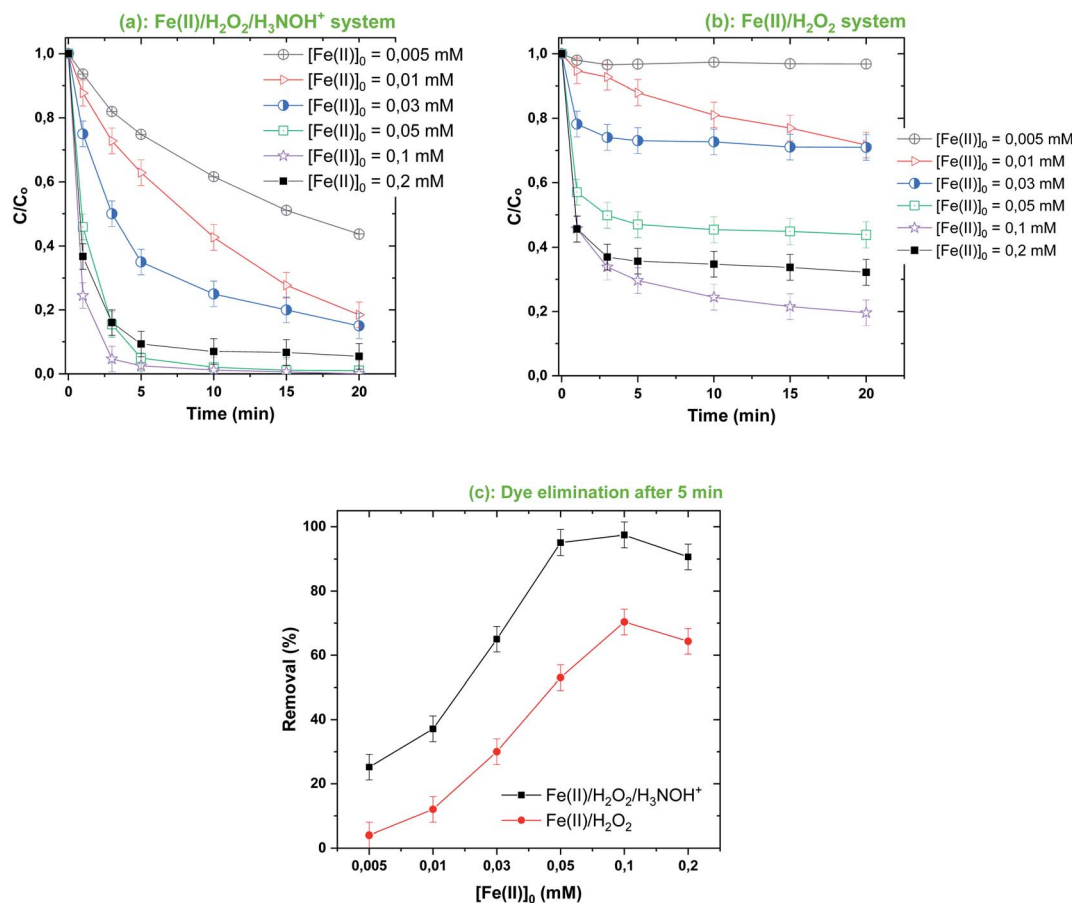 (a): Fe(II)/H₂O₂/H₃NOH⁺ system
1,0
0,8
0,6
0,4
0,2
0,0
C/Cₒ
[Fe(II)]₀ = 0,005 mM
[Fe(II)]₀ = 0,01 mM
[Fe(II)]₀ = 0,03 mM
[Fe(II)]₀ = 0,05 mM
[Fe(II)]₀ = 0,1 mM
[Fe(II)]₀ = 0,2 mM
0 5 10 15 20
Time (min)
(b): Fe(II)/H₂O₂ system
1,0
0,8
0,6
0,4
0,2
0,0
C/Cₒ
[Fe(II)]₀ = 0,005 mM
[Fe(II)]₀ = 0,01 mM
[Fe(II)]₀ = 0,03 mM
[Fe(II)]₀ = 0,05 mM
[Fe(II)]₀ = 0,1 mM
[Fe(II)]₀ = 0,2 mM
0 5 10 15 20
Time (min)
(c): Dye elimination after 5 min
100
80
60
40
20
0
Removal (%)
Fe(II)/H₂O₂/H₃NOH⁺
Fe(II)/H₂O₂
0,005 0,01 0,03 0,05 0,1 0,2
[Fe(II)]₀ (mM)